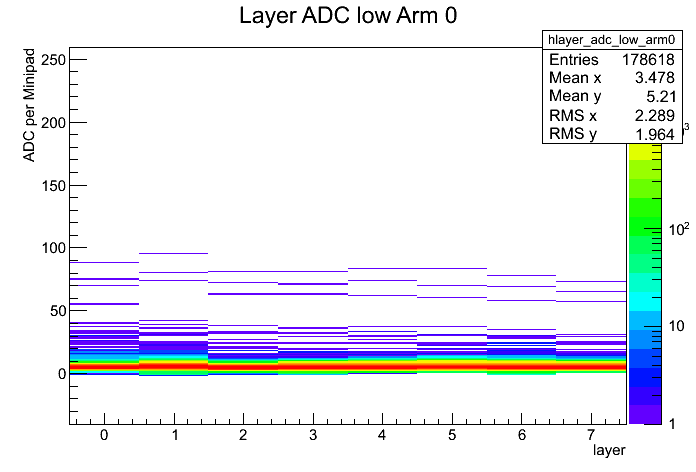 Layer ADC low Arm 0
hlayer_adc_low_arm0
Entries 178618
Mean x 3.478
Mean y 5.21
RMS x 2.289
RMS y 1.964
ADC per Minipad
250
200
150
100
50
0
0 1 2 3 4 5 6 7
layer
3
10²
10
1